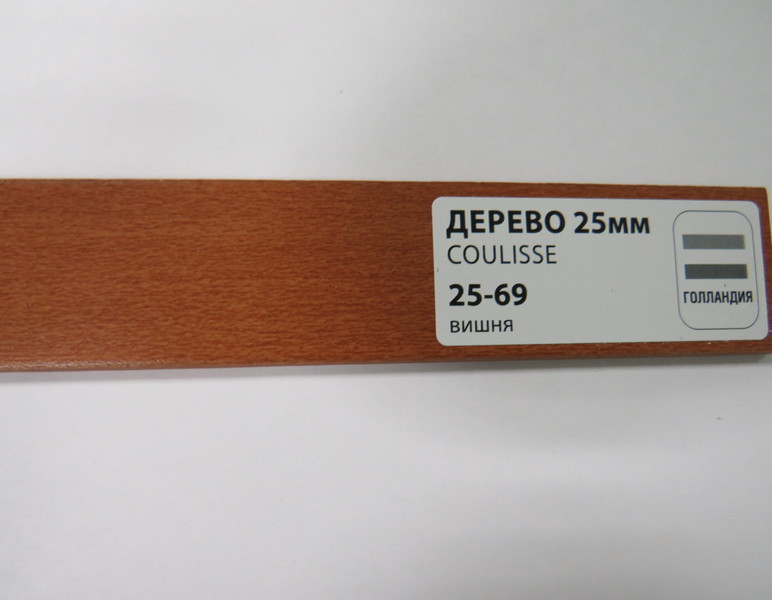 ДЕРЕВО 25мм
COULISSE
25-69
вишня
ГОЛЛАНДИЯ